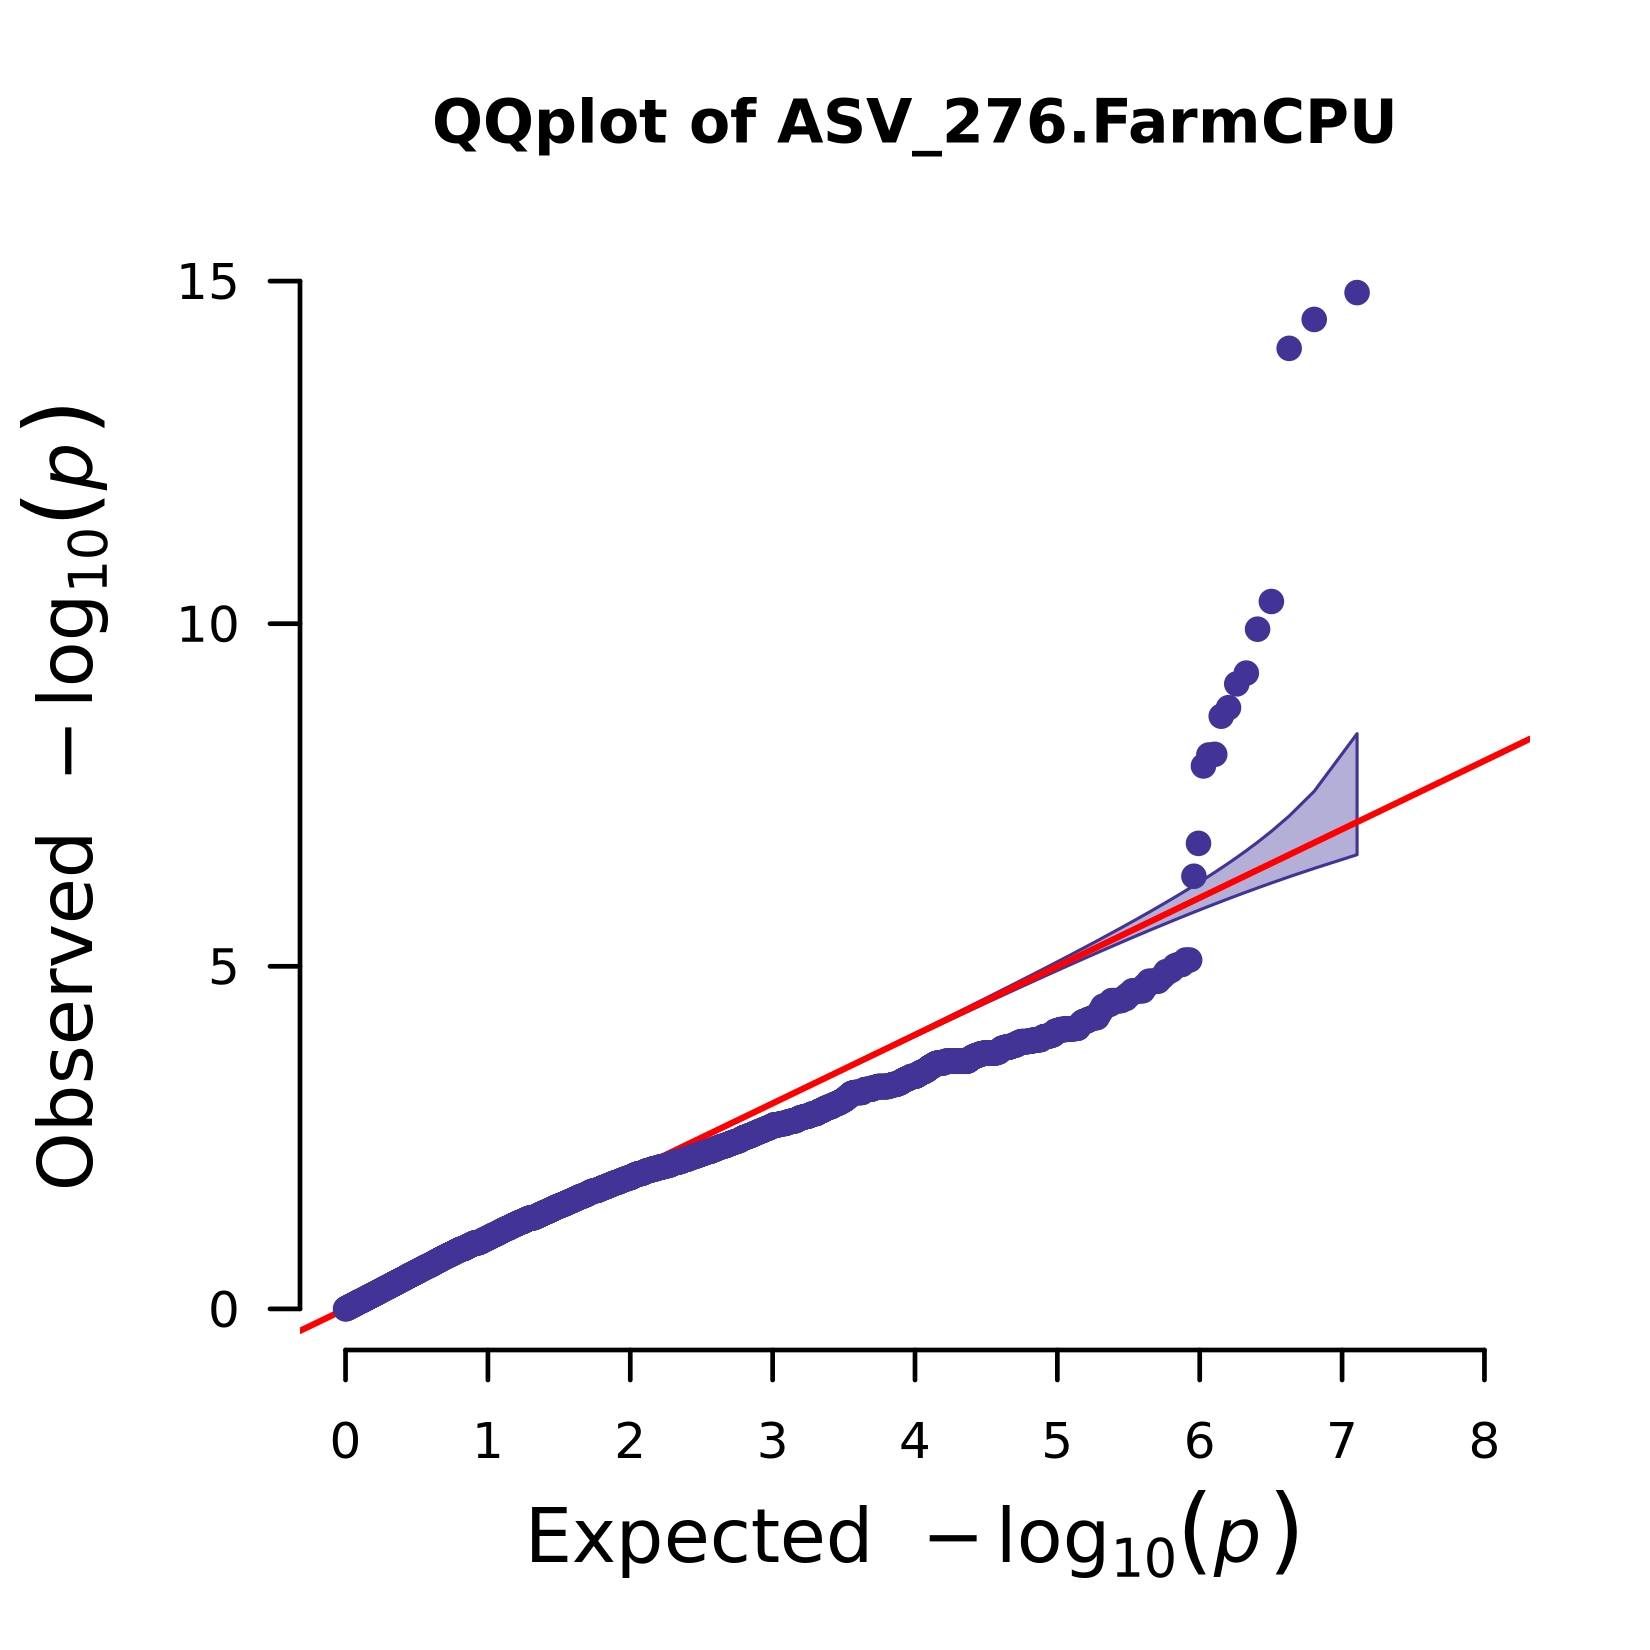 QQplot of ASV_276.FarmCPU
Observed −log10(p)
15
10
5
0
0 1 2 3 4 5 6 7 8
Expected −log10(p)